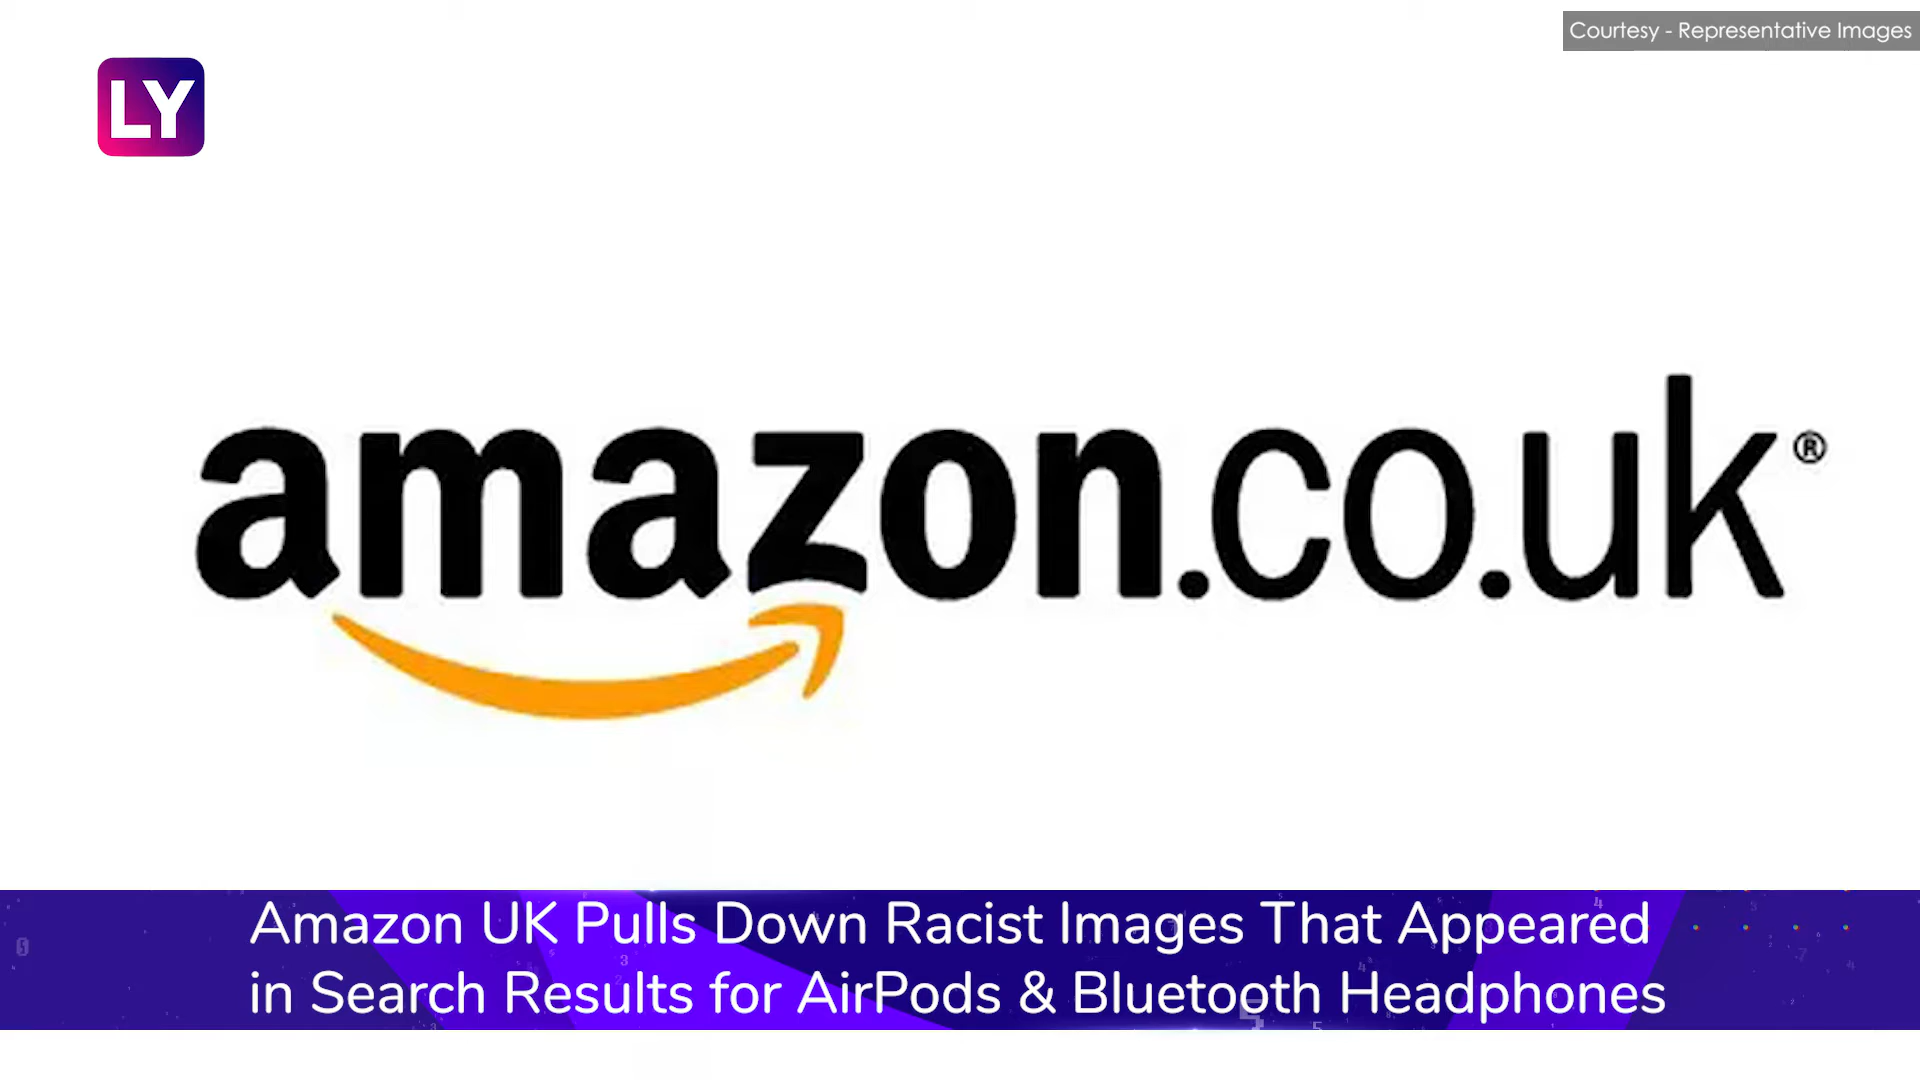 Courtesy - Representative Images
LY
amazon.co.uk®
Amazon UK Pulls Down Racist Images That Appeared
in Search Results for AirPods & Bluetooth Headphones